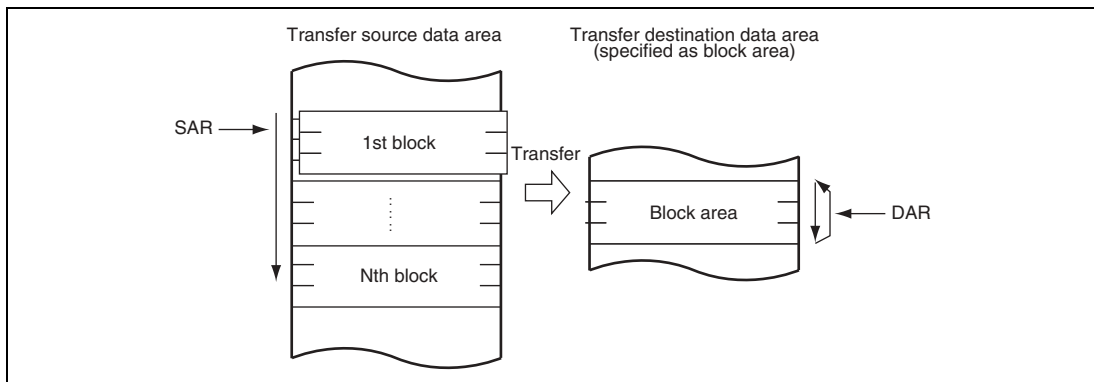 Transfer source data area
Transfer destination data area
(specified as block area)
SAR
1st block
Transfer
Block area
DAR
Nth block